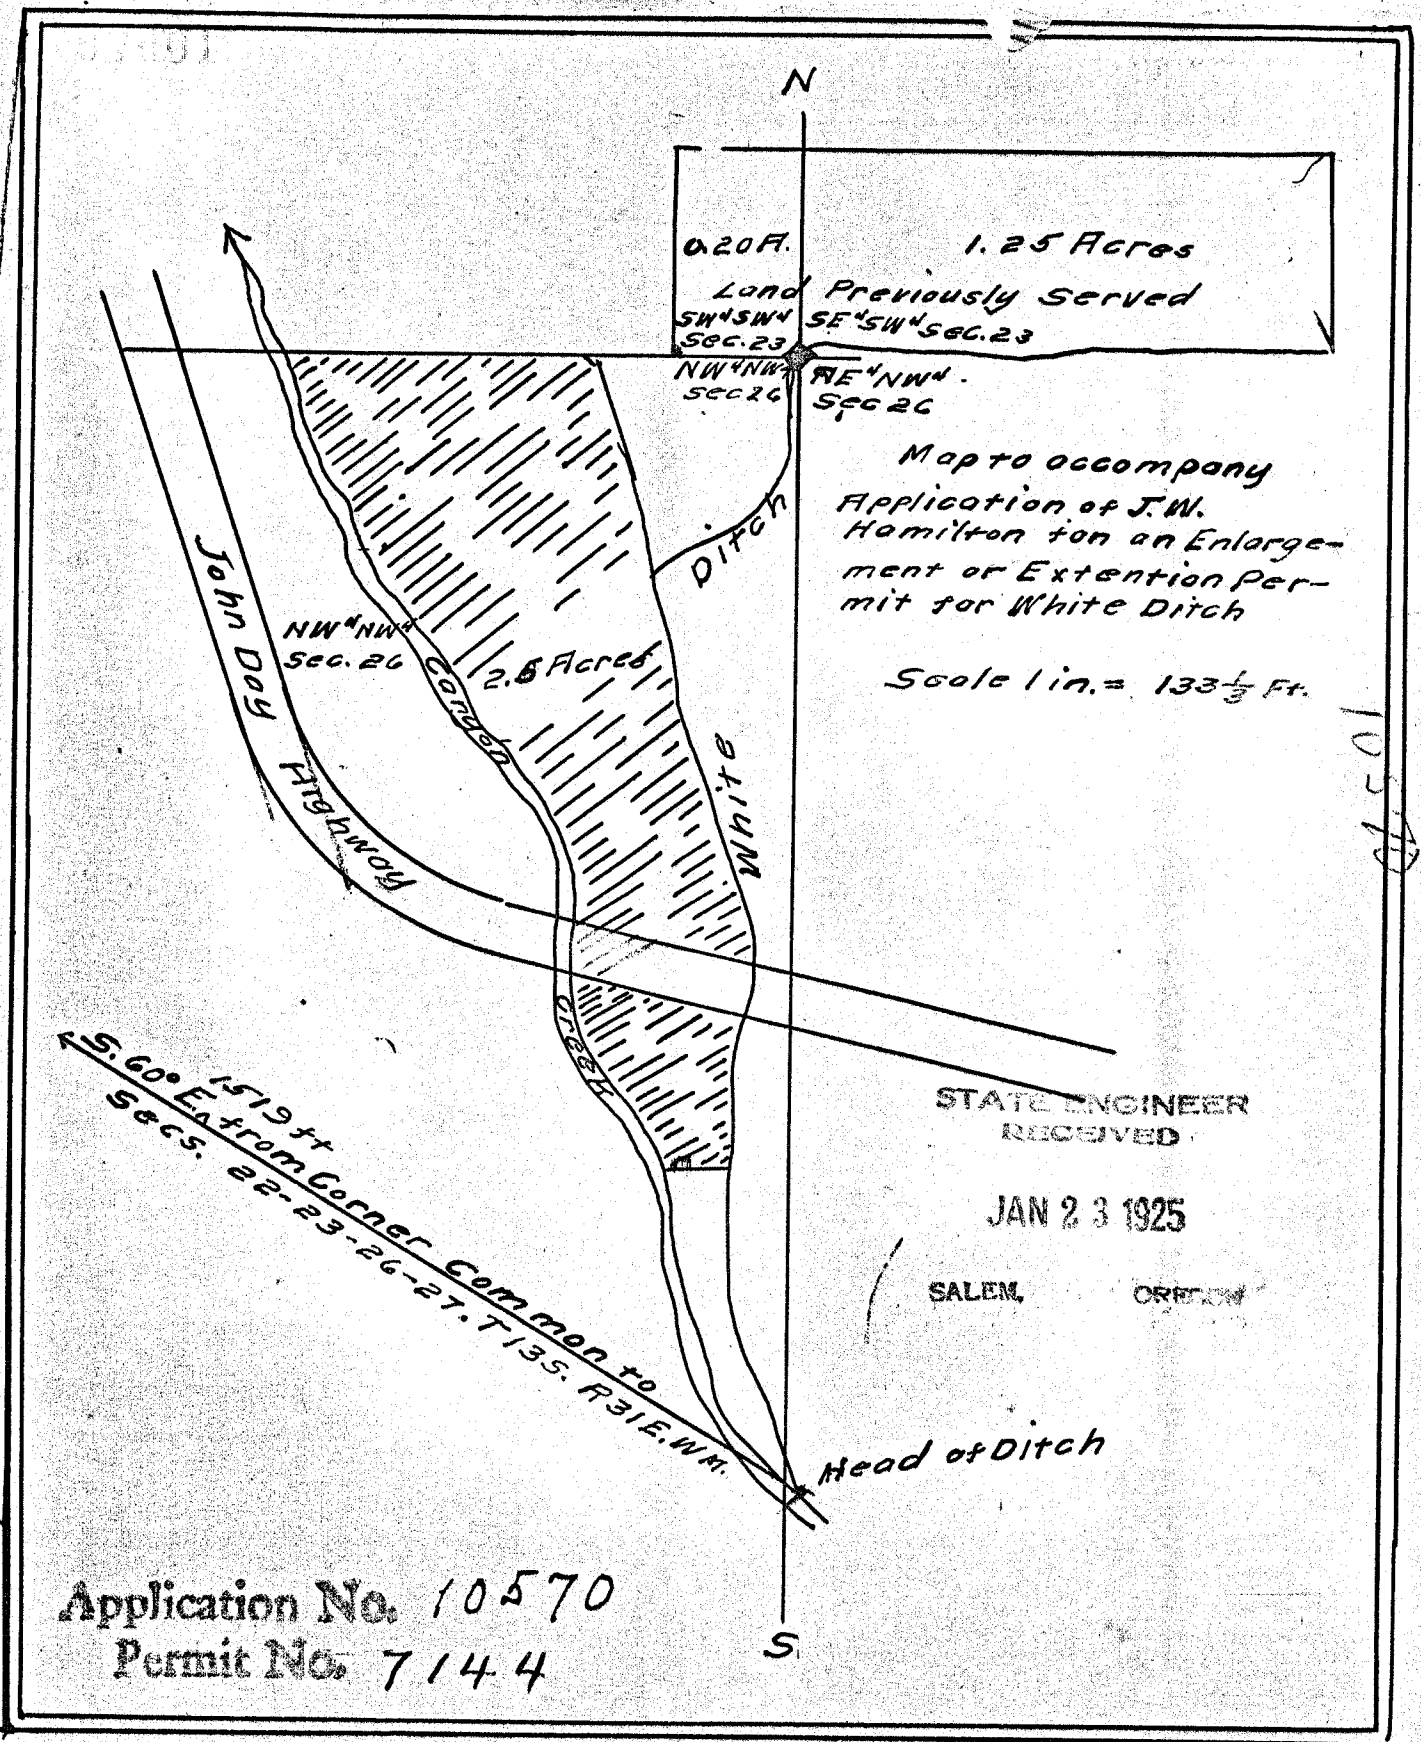 N
0.20 A.
1.25 Acres
Land Previously Served
SW¼SW¼
Sec. 23
SE¼SW¼ Sec. 23
NW¼NW¼
Sec 26
NE¼NW¼.
Sec 26
Map to accompany
Application of J.W.
Hamilton for an Enlarge-
ment or Extention Per-
mit for White Ditch
Scale 1 in. = 133⅓ Ft.
Ditch
White
John Day Highway
NW¼NW¼
Sec. 26
Canyon Creek
2.5 Acres
1519 ft
S. 60° E. from Corner Common to
Secs. 22-23-26-27. T 13 S. R 31 E. W M.
STATE ENGINEER
RECEIVED
JAN 23 1925
SALEM, OREGON
Head of Ditch
S
Application No. 10570
Permit No. 7144